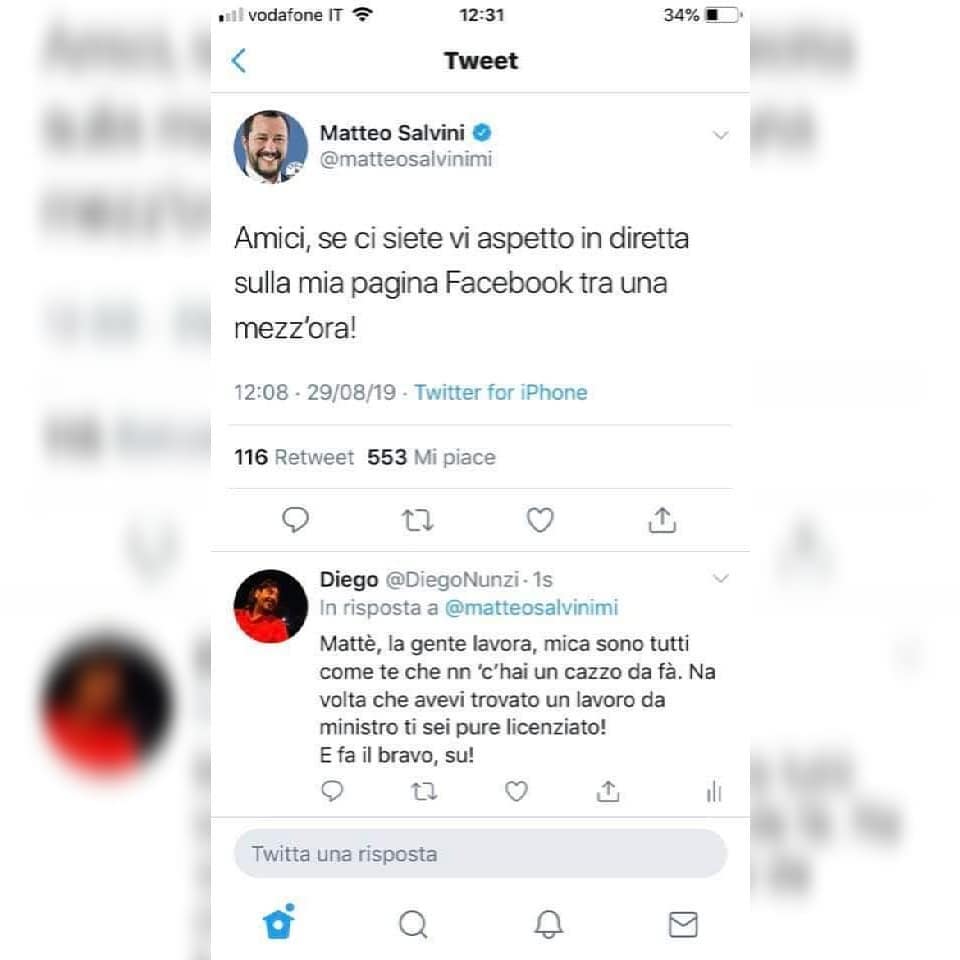 vodafone IT 12:31 34%
Tweet
Matteo Salvini
@matteosalvinimi
Amici, se ci siete vi aspetto in diretta
sulla mia pagina Facebook tra una
mezz'ora!
12:08 · 29/08/19 · Twitter for iPhone
116 Retweet 553 Mi piace
Diego @DiegoNunzi · 1s
In risposta a @matteosalvinimi
Mattè, la gente lavora, mica sono tutti
come te che nn 'c'hai un cazzo da fà. Na
volta che avevi trovato un lavoro da
ministro ti sei pure licenziato!
E fa il bravo, su!
Twitta una risposta